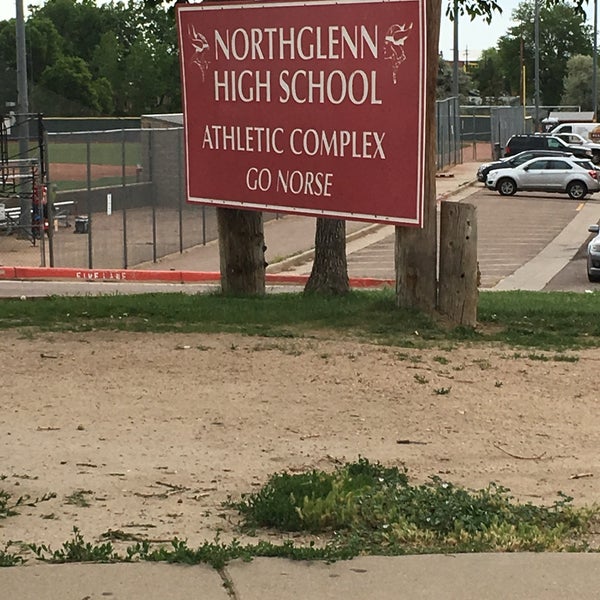 NORTHGLENN
HIGH SCHOOL
ATHLETIC COMPLEX
GO NORSE
FIRE LANE